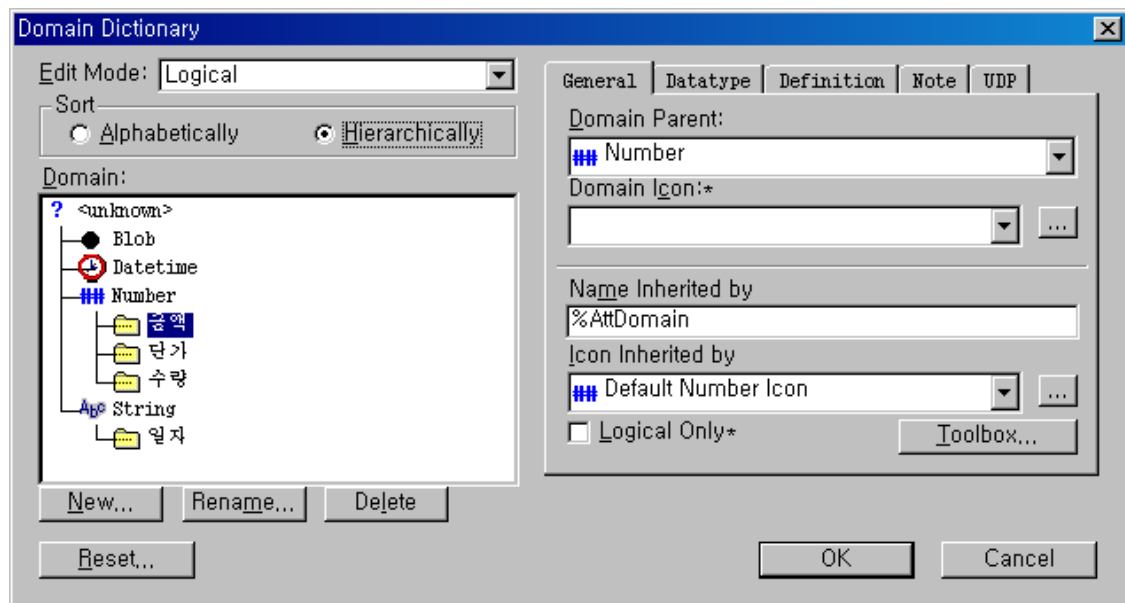 Domain Dictionary
Edit Mode: Logical
Sort
Alphabetically Hierarchically
Domain:
? <unknown>
Blob
Datetime
Number
금액
단가
수량
Abc String
일자
New... Rename... Delete
Reset...
General Datatype Definition Note UDP
Domain Parent:
Number
Domain Icon:*
...
Name Inherited by
%AttDomain
Icon Inherited by
Default Number Icon ...
Logical Only* Toolbox...
OK Cancel